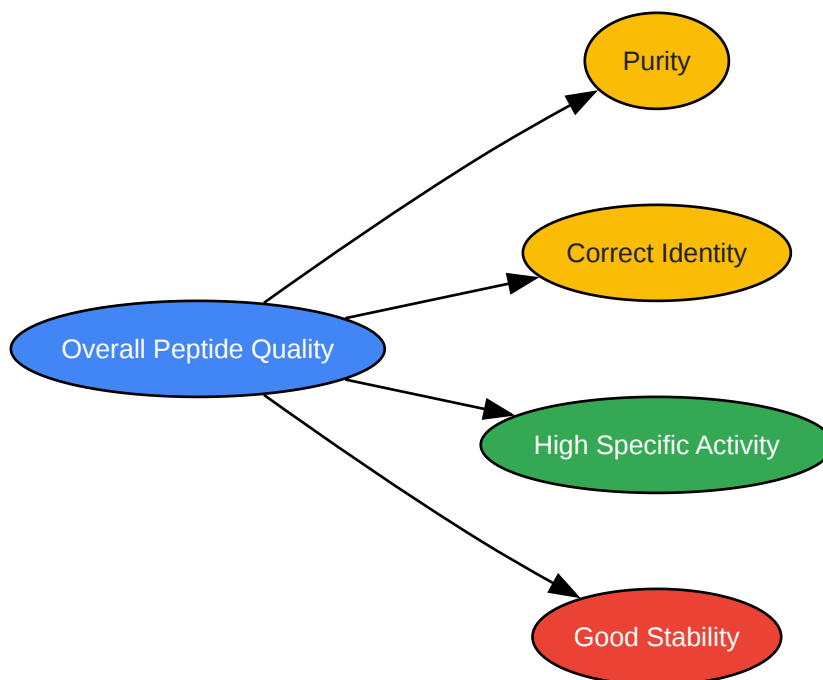 Purity
Correct Identity
Overall Peptide Quality
High Specific Activity
Good Stability